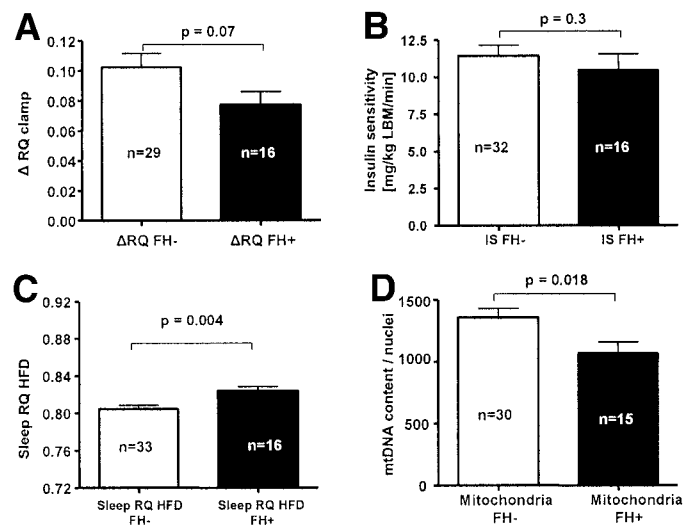 A
p = 0.07
0.12
0.10
0.08
0.06
0.04
0.02
0.00
Δ RQ clamp
n=29
n=16
ΔRQ FH-
ΔRQ FH+
B
p = 0.3
12.5
10.0
7.5
5.0
2.5
0.0
Insulin sensitivity
[mg/kg LBM/min]
n=32
n=16
IS FH-
IS FH+
C
p = 0.004
0.92
0.88
0.84
0.80
0.76
0.72
Sleep RQ HFD
n=33
n=16
Sleep RQ HFD
FH-
Sleep RQ HFD
FH+
D
p = 0.018
1500
1000
500
0
mtDNA content / nuclei
n=30
n=15
Mitochondria
FH-
Mitochondria
FH+